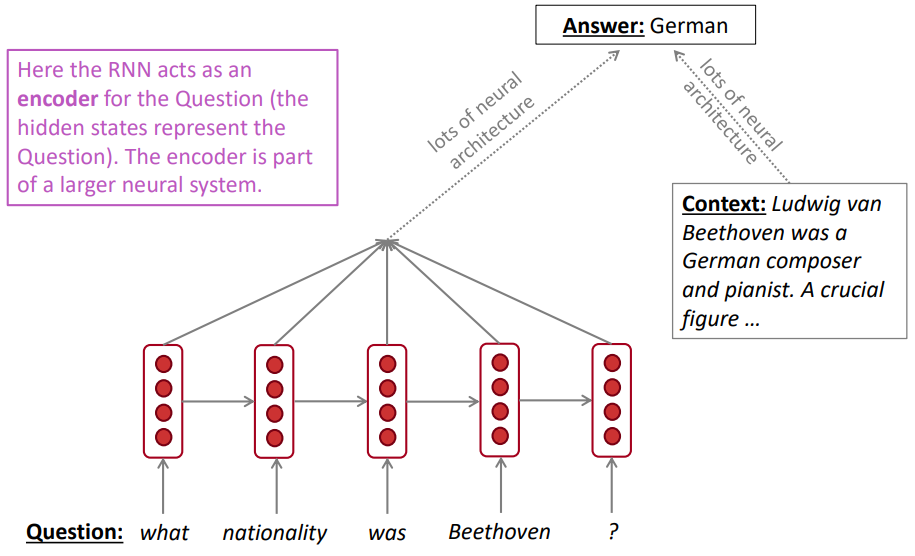 Answer: German
Here the RNN acts as an
encoder for the Question (the
hidden states represent the
Question). The encoder is part
of a larger neural system.
lots of neural
architecture
lots of neural
architecture
Context: Ludwig van
Beethoven was a
German composer
and pianist. A crucial
figure …
Question: what nationality was Beethoven ?